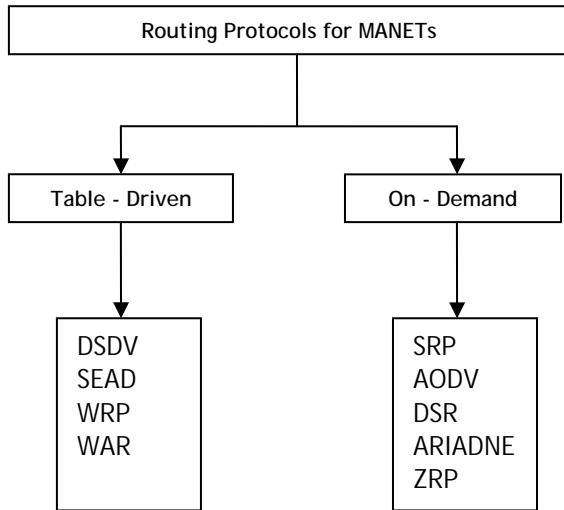 Routing Protocols for MANETs
Table - Driven
On - Demand
DSDV
SEAD
WRP
WAR
SRP
AODV
DSR
ARIADNE
ZRP